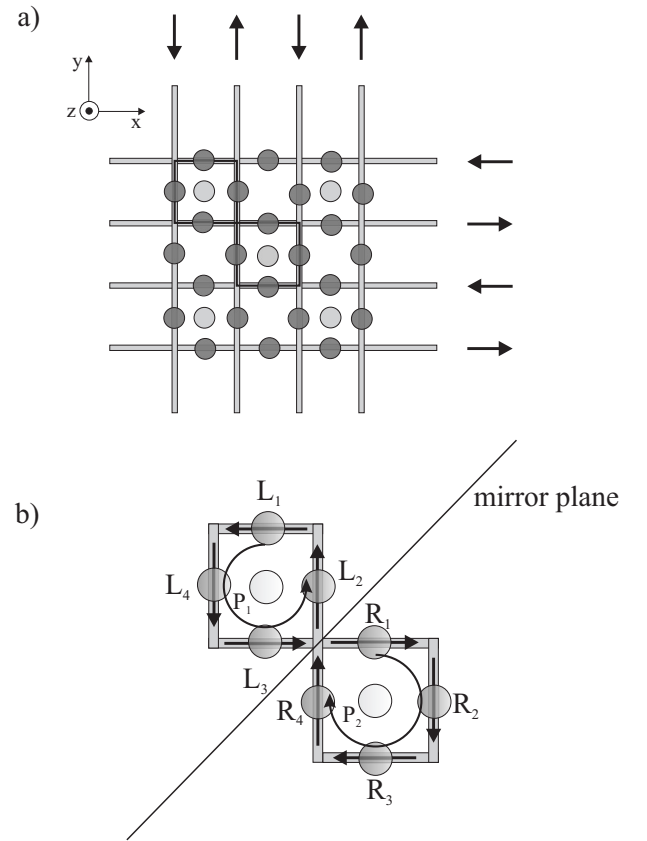 a)
y
z
x
b)
mirror plane
L₁
L₄
L₂
P₁
R₁
L₃
R₄
P₂
R₂
R₃